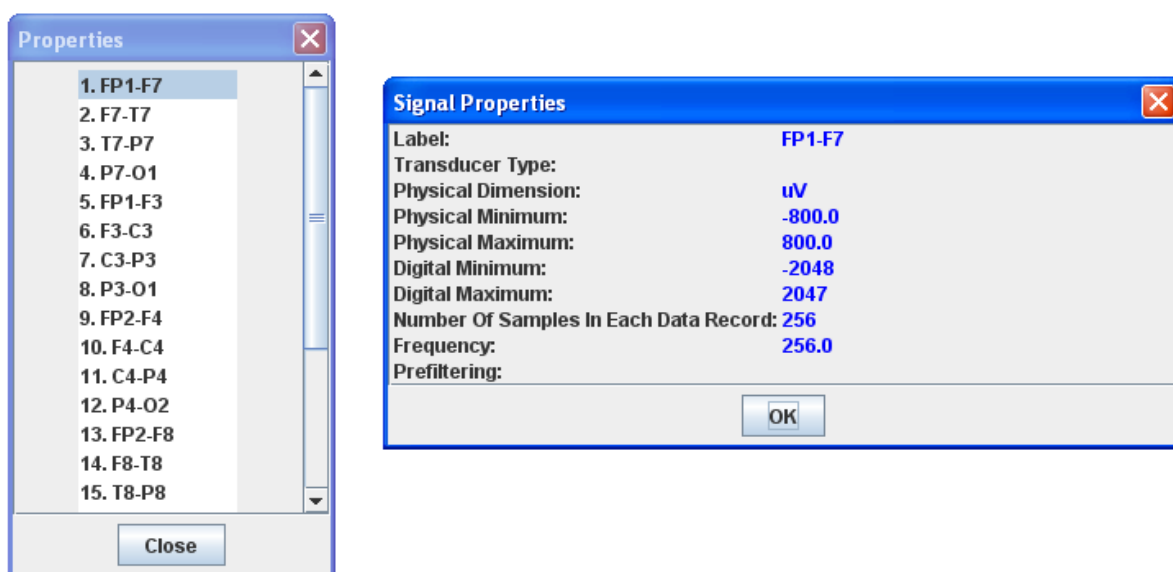 Properties
1. FP1-F7
2. F7-T7
3. T7-P7
4. P7-O1
5. FP1-F3
6. F3-C3
7. C3-P3
8. P3-O1
9. FP2-F4
10. F4-C4
11. C4-P4
12. P4-O2
13. FP2-F8
14. F8-T8
15. T8-P8
Close
Signal Properties
Label: FP1-F7
Transducer Type:
Physical Dimension: uV
Physical Minimum: -800.0
Physical Maximum: 800.0
Digital Minimum: -2048
Digital Maximum: 2047
Number Of Samples In Each Data Record: 256
Frequency: 256.0
Prefiltering:
OK